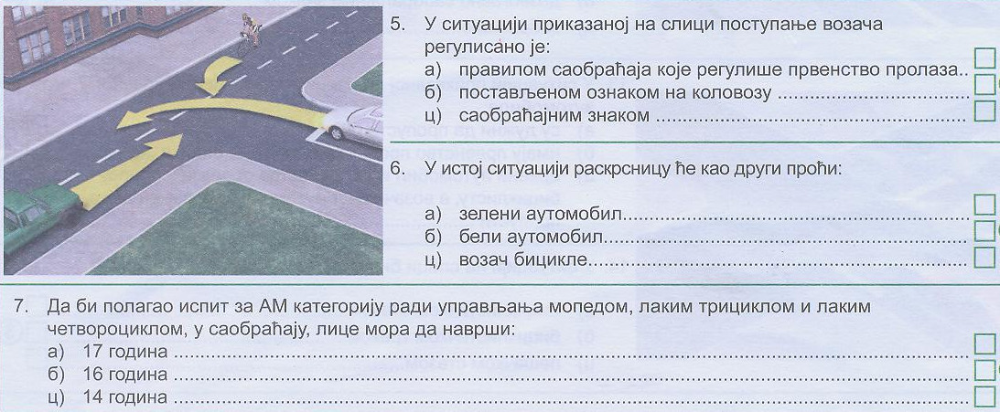 5. У ситуацији приказаној на слици поступање возача
регулисано је:
а) правилом саобраћаја које регулише првенство пролаза..
б) постављеном ознаком на коловозу ........................................
ц) саобраћајним знаком ................................................................
6. У истој ситуацији раскрсницу ће као други проћи:
а) зелени аутомобил......................................................................
б) бели аутомобил.........................................................................
ц) возач бицикле............................................................................
7. Да би полагао испит за АМ категорију ради управљања мопедом, лаким трициклом и лаким
четвороциклом, у саобраћају, лице мора да наврши:
а) 17 година ..........................................................................................................................
б) 16 година ..........................................................................................................................
ц) 14 година ..........................................................................................................................